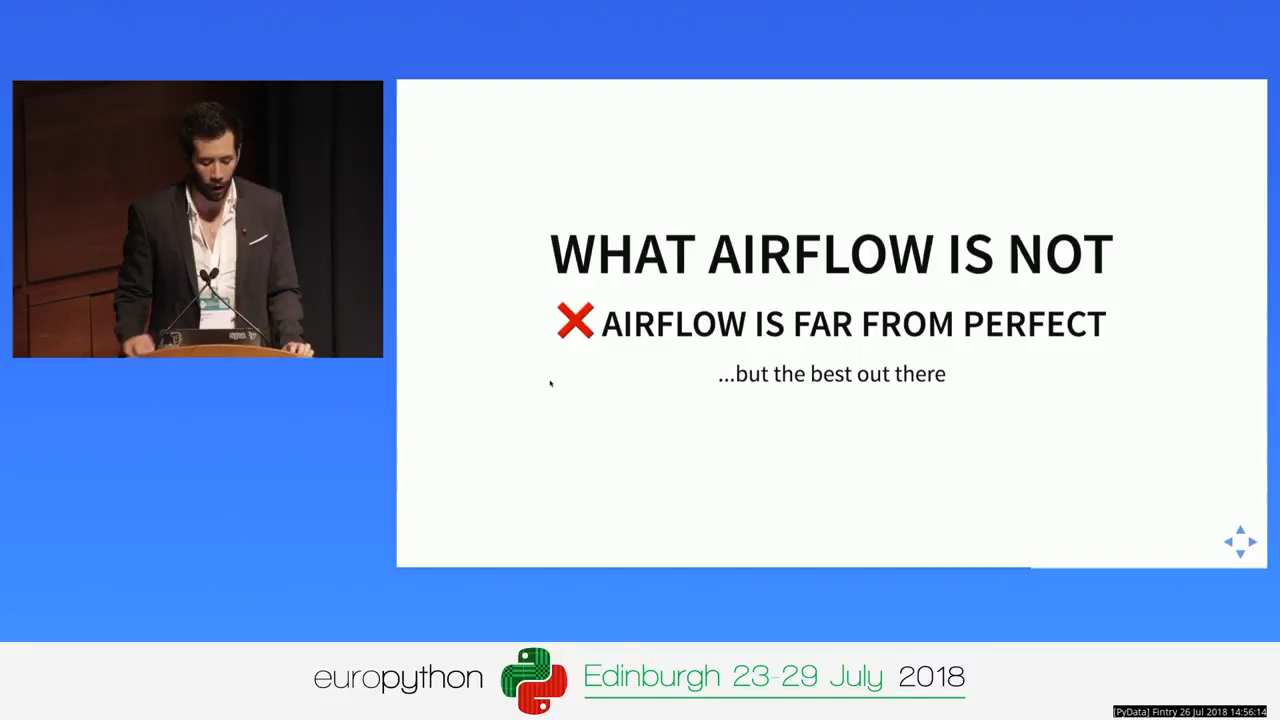 WHAT AIRFLOW IS NOT
❌ AIRFLOW IS FAR FROM PERFECT
...but the best out there
europython
Edinburgh 23-29 July 2018
[PyData] Fintry 26 Jul 2018 14:56:14